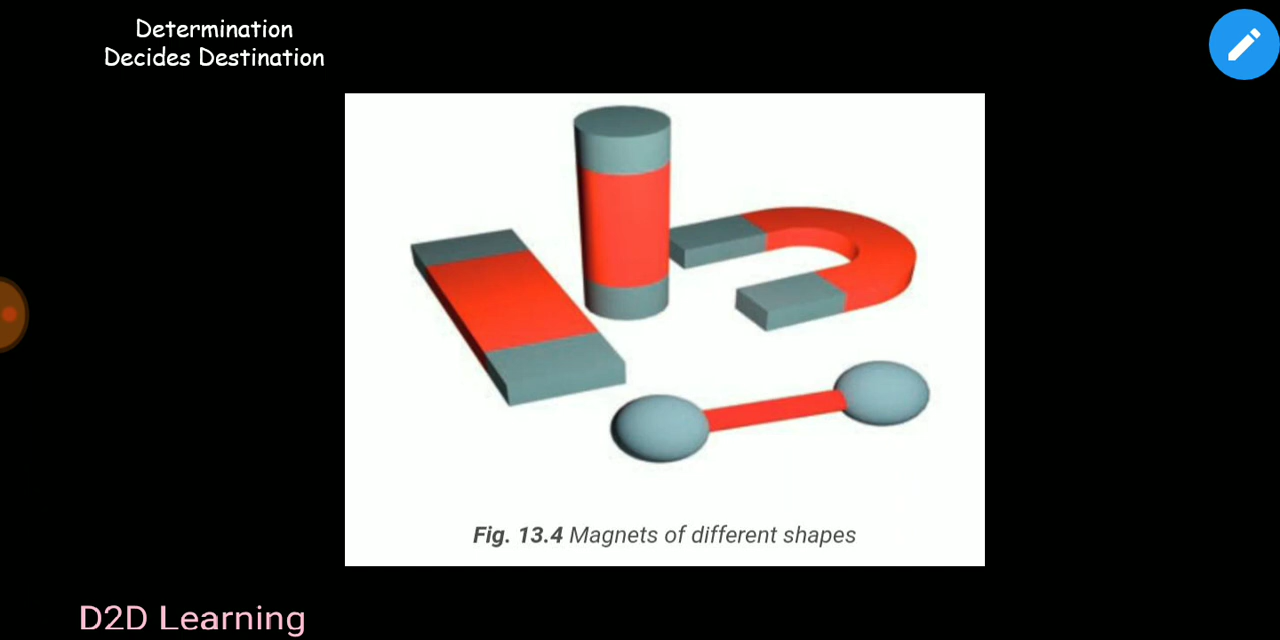 Determination
Decides Destination
Fig. 13.4 Magnets of different shapes
D2D Learning